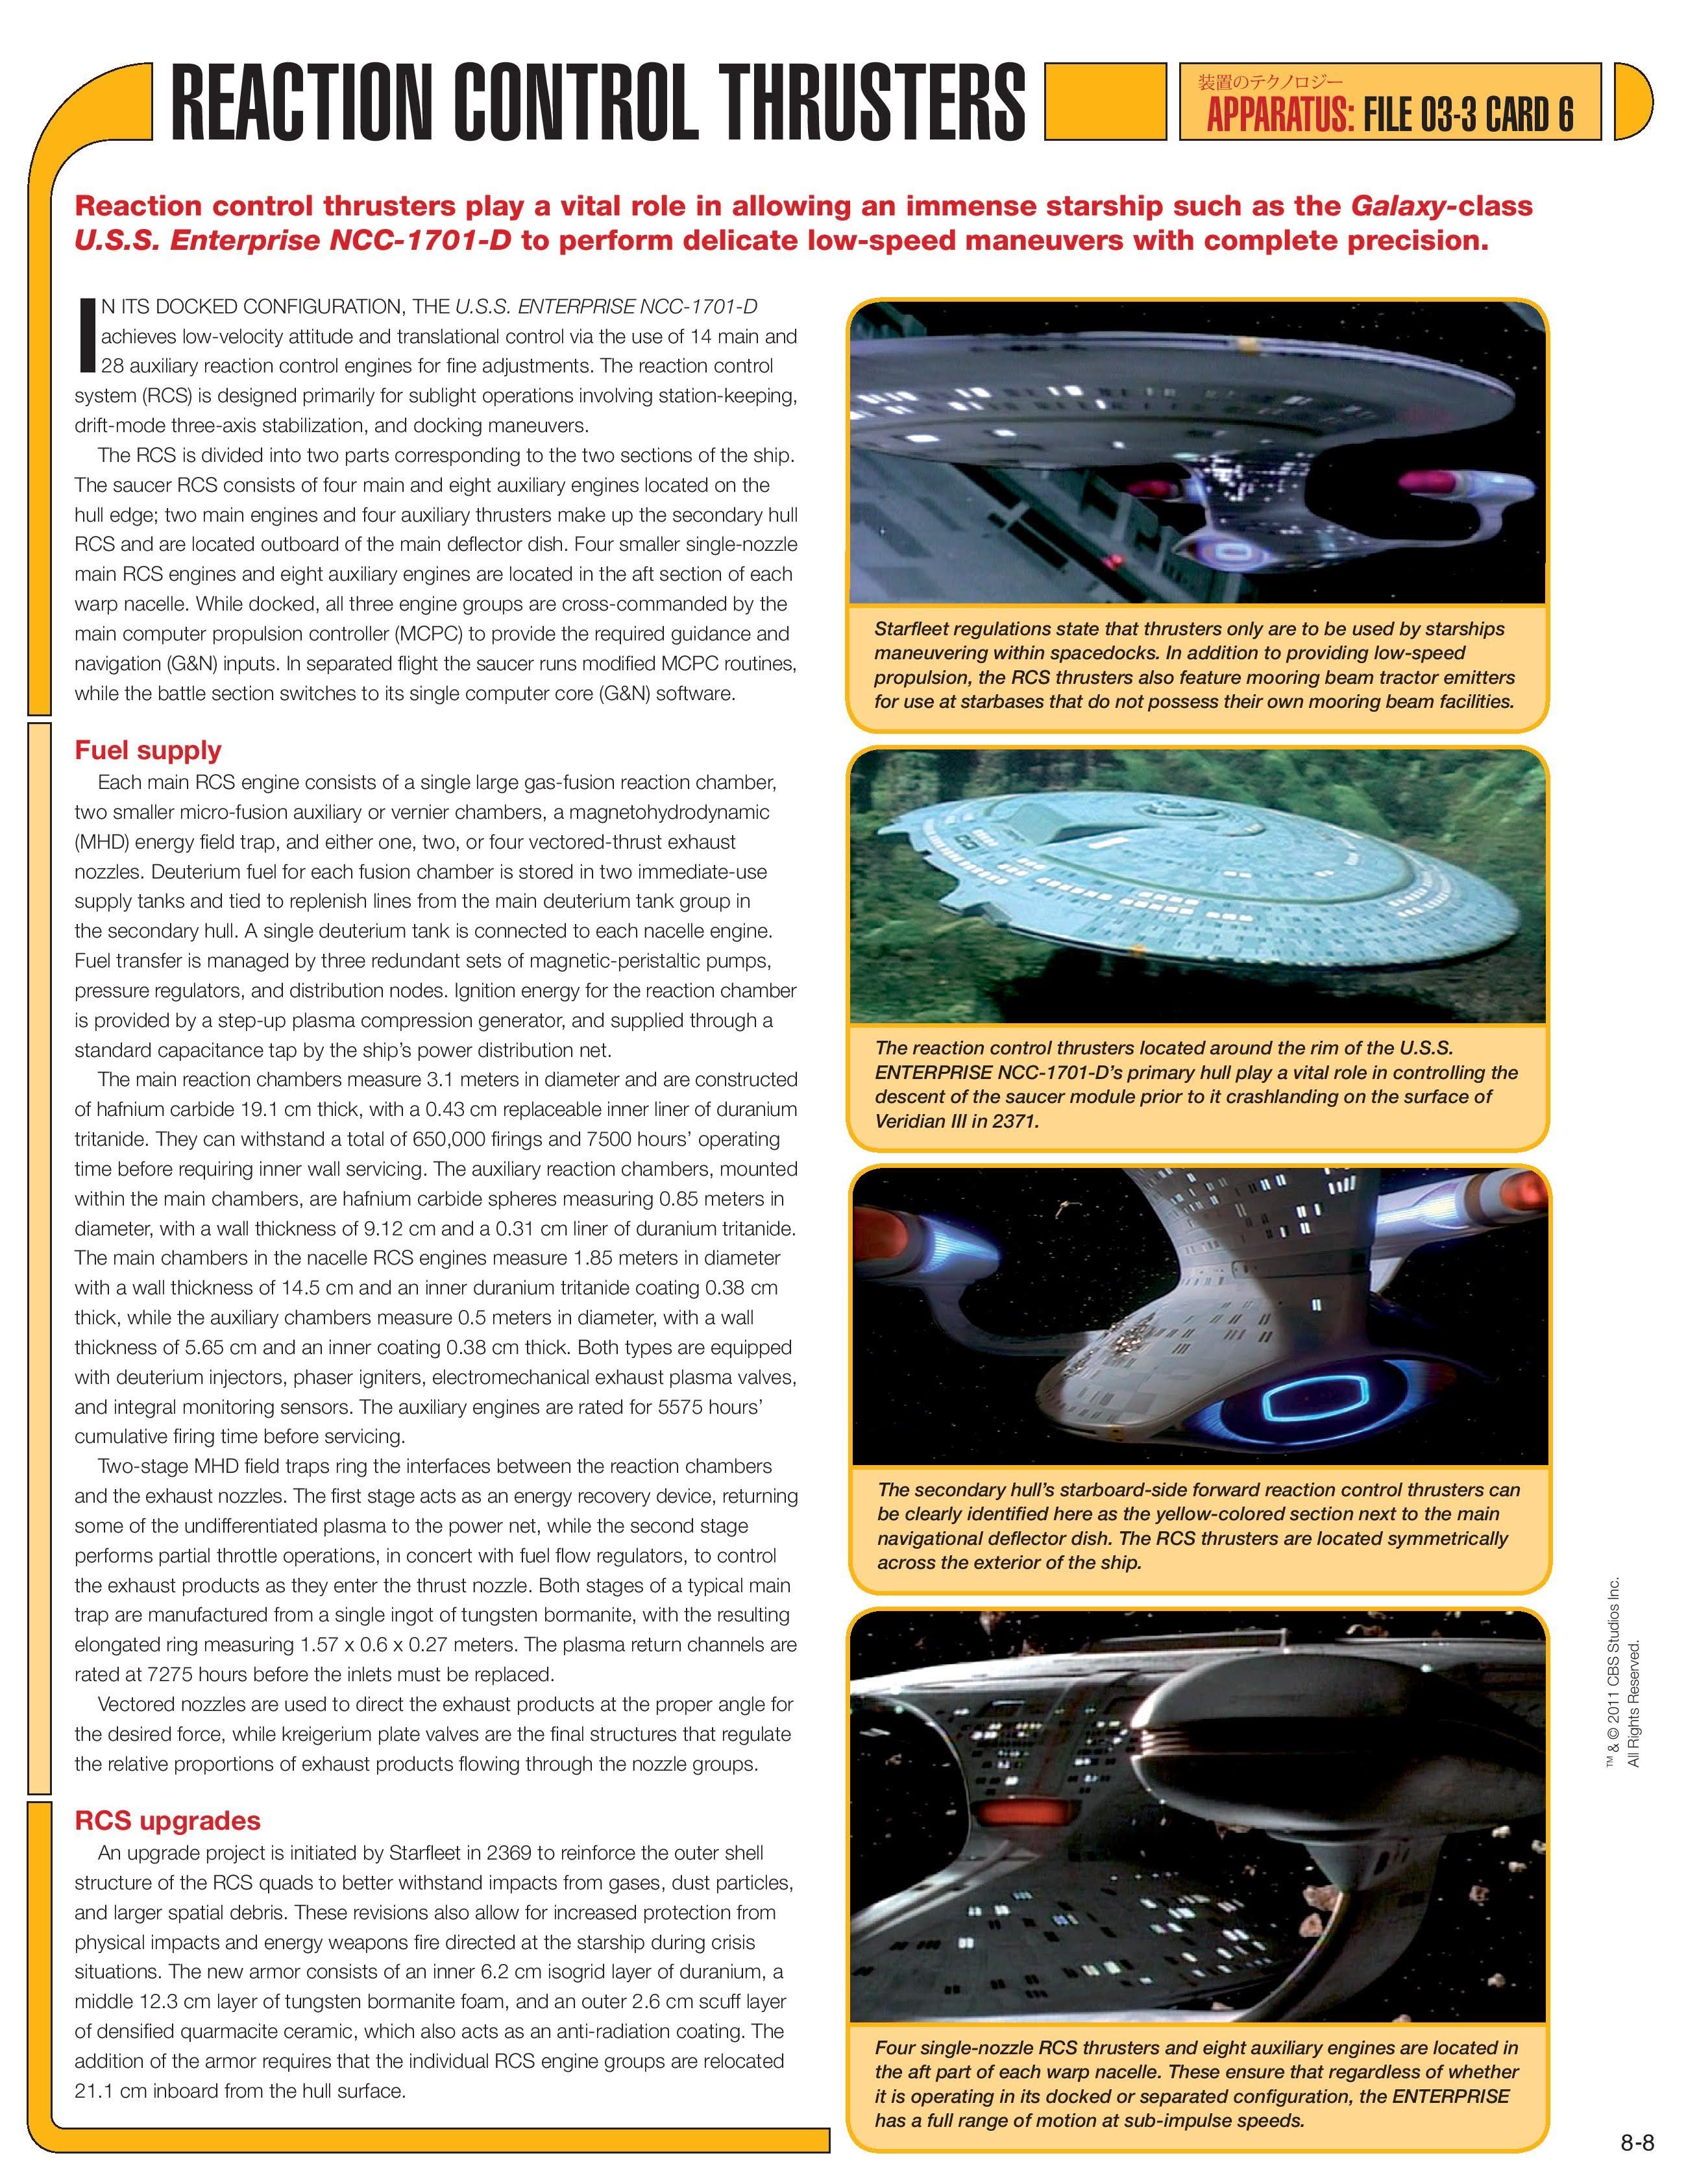 REACTION CONTROL THRUSTERS
装置のテクノロジー
APPARATUS: FILE 03-3 CARD 6
Reaction control thrusters play a vital role in allowing an immense starship such as the Galaxy-class
U.S.S. Enterprise NCC-1701-D to perform delicate low-speed maneuvers with complete precision.
IN ITS DOCKED CONFIGURATION, THE U.S.S. ENTERPRISE NCC-1701-D
achieves low-velocity attitude and translational control via the use of 14 main and
28 auxiliary reaction control engines for fine adjustments. The reaction control
system (RCS) is designed primarily for sublight operations involving station-keeping,
drift-mode three-axis stabilization, and docking maneuvers.
The RCS is divided into two parts corresponding to the two sections of the ship.
The saucer RCS consists of four main and eight auxiliary engines located on the
hull edge; two main engines and four auxiliary thrusters make up the secondary hull
RCS and are located outboard of the main deflector dish. Four smaller single-nozzle
main RCS engines and eight auxiliary engines are located in the aft section of each
warp nacelle. While docked, all three engine groups are cross-commanded by the
main computer propulsion controller (MCPC) to provide the required guidance and
navigation (G&N) inputs. In separated flight the saucer runs modified MCPC routines,
while the battle section switches to its single computer core (G&N) software.
Fuel supply
Each main RCS engine consists of a single large gas-fusion reaction chamber,
two smaller micro-fusion auxiliary or vernier chambers, a magnetohydrodynamic
(MHD) energy field trap, and either one, two, or four vectored-thrust exhaust
nozzles. Deuterium fuel for each fusion chamber is stored in two immediate-use
supply tanks and tied to replenish lines from the main deuterium tank group in
the secondary hull. A single deuterium tank is connected to each nacelle engine.
Fuel transfer is managed by three redundant sets of magnetic-peristaltic pumps,
pressure regulators, and distribution nodes. Ignition energy for the reaction chamber
is provided by a step-up plasma compression generator, and supplied through a
standard capacitance tap by the ship's power distribution net.
The main reaction chambers measure 3.1 meters in diameter and are constructed
of hafnium carbide 19.1 cm thick, with a 0.43 cm replaceable inner liner of duranium
tritanide. They can withstand a total of 650,000 firings and 7500 hours' operating
time before requiring inner wall servicing. The auxiliary reaction chambers, mounted
within the main chambers, are hafnium carbide spheres measuring 0.85 meters in
diameter, with a wall thickness of 9.12 cm and a 0.31 cm liner of duranium tritanide.
The main chambers in the nacelle RCS engines measure 1.85 meters in diameter
with a wall thickness of 14.5 cm and an inner duranium tritanide coating 0.38 cm
thick, while the auxiliary chambers measure 0.5 meters in diameter, with a wall
thickness of 5.65 cm and an inner coating 0.38 cm thick. Both types are equipped
with deuterium injectors, phaser igniters, electromechanical exhaust plasma valves,
and integral monitoring sensors. The auxiliary engines are rated for 5575 hours'
cumulative firing time before servicing.
Two-stage MHD field traps ring the interfaces between the reaction chambers
and the exhaust nozzles. The first stage acts as an energy recovery device, returning
some of the undifferentiated plasma to the power net, while the second stage
performs partial throttle operations, in concert with fuel flow regulators, to control
the exhaust products as they enter the thrust nozzle. Both stages of a typical main
trap are manufactured from a single ingot of tungsten bormanite, with the resulting
elongated ring measuring 1.57 x 0.6 x 0.27 meters. The plasma return channels are
rated at 7275 hours before the inlets must be replaced.
Vectored nozzles are used to direct the exhaust products at the proper angle for
the desired force, while kreigerium plate valves are the final structures that regulate
the relative proportions of exhaust products flowing through the nozzle groups.
RCS upgrades
An upgrade project is initiated by Starfleet in 2369 to reinforce the outer shell
structure of the RCS quads to better withstand impacts from gases, dust particles,
and larger spatial debris. These revisions also allow for increased protection from
physical impacts and energy weapons fire directed at the starship during crisis
situations. The new armor consists of an inner 6.2 cm isogrid layer of duranium, a
middle 12.3 cm layer of tungsten bormanite foam, and an outer 2.6 cm scuff layer
of densified quarmacite ceramic, which also acts as an anti-radiation coating. The
addition of the armor requires that the individual RCS engine groups are relocated
21.1 cm inboard from the hull surface.
Starfleet regulations state that thrusters only are to be used by starships
maneuvering within spacedocks. In addition to providing low-speed
propulsion, the RCS thrusters also feature mooring beam tractor emitters
for use at starbases that do not possess their own mooring beam facilities.
The reaction control thrusters located around the rim of the U.S.S.
ENTERPRISE NCC-1701-D's primary hull play a vital role in controlling the
descent of the saucer module prior to it crashlanding on the surface of
Veridian III in 2371.
The secondary hull's starboard-side forward reaction control thrusters can
be clearly identified here as the yellow-colored section next to the main
navigational deflector dish. The RCS thrusters are located symmetrically
across the exterior of the ship.
Four single-nozzle RCS thrusters and eight auxiliary engines are located in
the aft part of each warp nacelle. These ensure that regardless of whether
it is operating in its docked or separated configuration, the ENTERPRISE
has a full range of motion at sub-impulse speeds.
™ & © 2011 CBS Studios Inc.
All Rights Reserved.
8-8